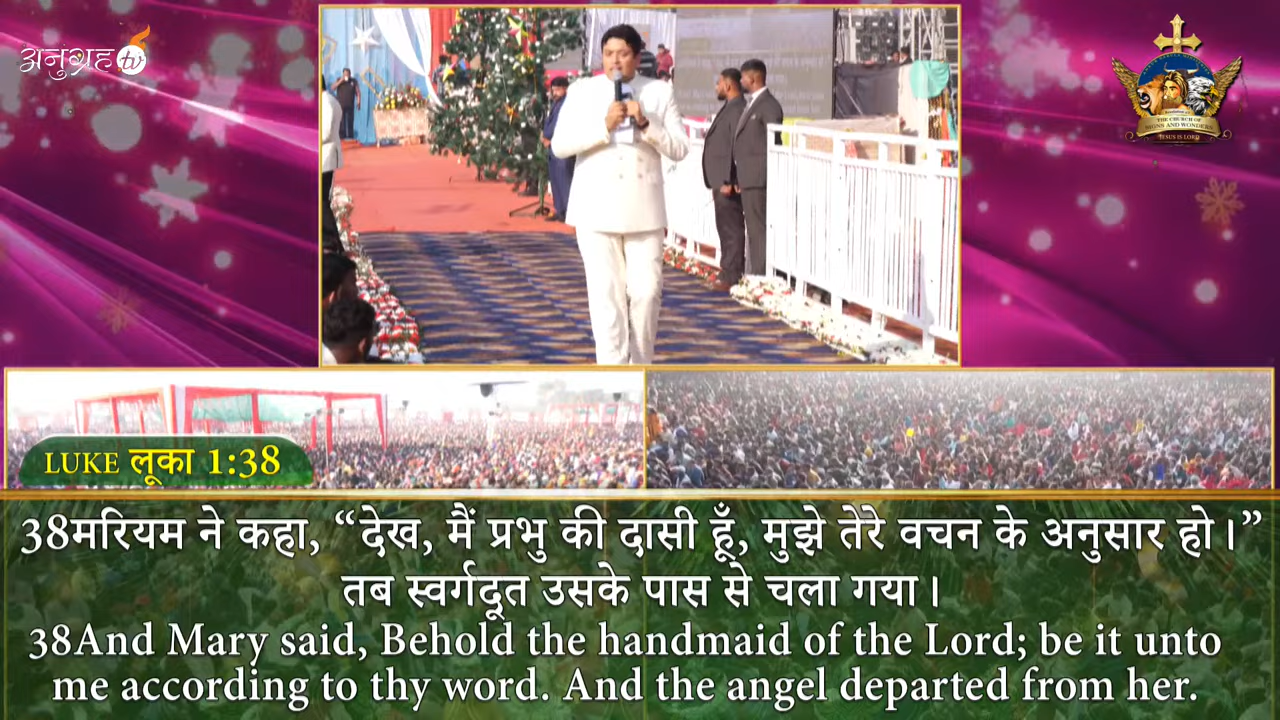 अनुग्रह tv
THE CHURCH OF
SIGNS AND WONDERS
JESUS IS LORD
LUKE लूका 1:38
38मरियम ने कहा, “देख, मैं प्रभु की दासी हूँ, मुझे तेरे वचन के अनुसार हो।”
तब स्वर्गदूत उसके पास से चला गया।
38And Mary said, Behold the handmaid of the Lord; be it unto
me according to thy word. And the angel departed from her.